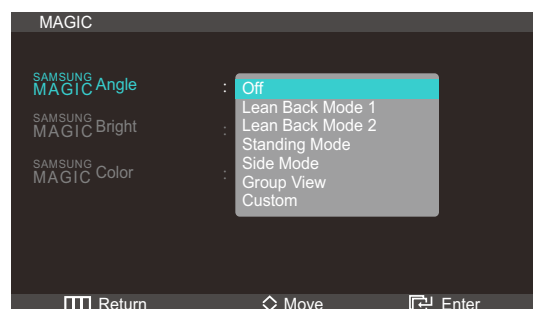 MAGIC
SAMSUNG
MAGIC Angle : Off
Lean Back Mode 1
SAMSUNG
MAGIC Bright : Lean Back Mode 2
Standing Mode
SAMSUNG
MAGIC Color : Side Mode
Group View
Custom
Return Move Enter